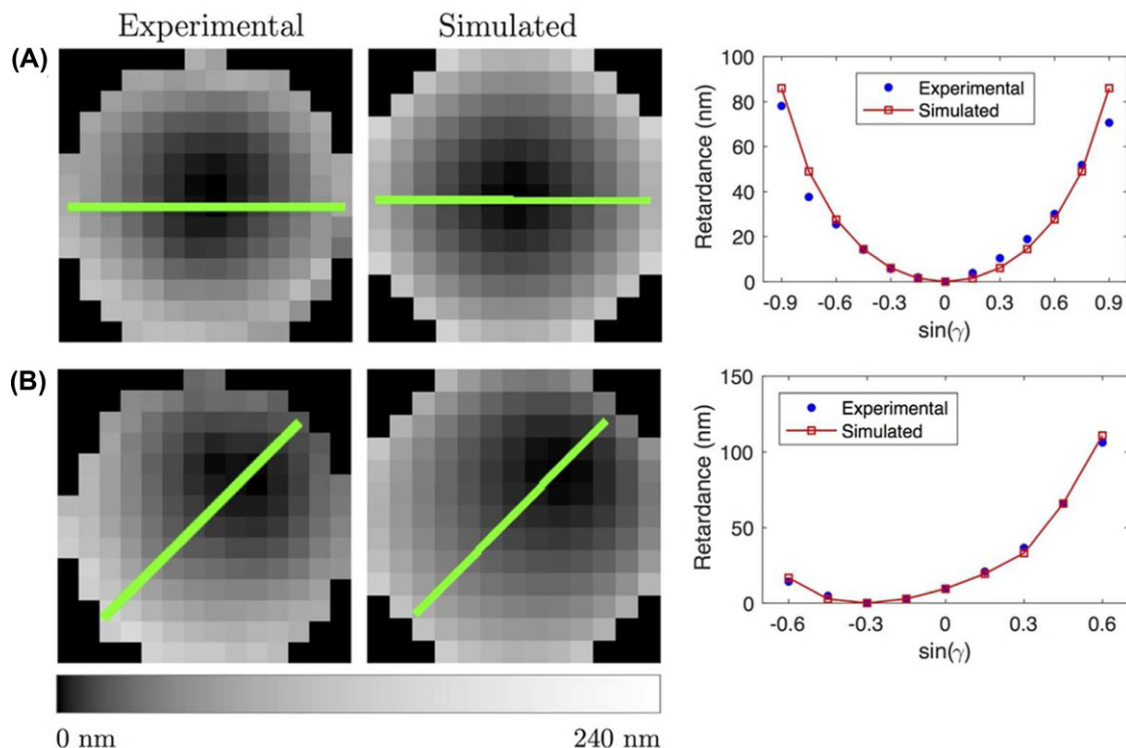 Experimental
Simulated
(A)
Experimental
Simulated
Retardance (nm)
100
80
60
40
20
0
-0.9
-0.6
-0.3
0
0.3
0.6
0.9
sin(γ)
(B)
Experimental
Simulated
Retardance (nm)
150
100
50
0
-0.6
-0.3
0
0.3
0.6
sin(γ)
0 nm
240 nm